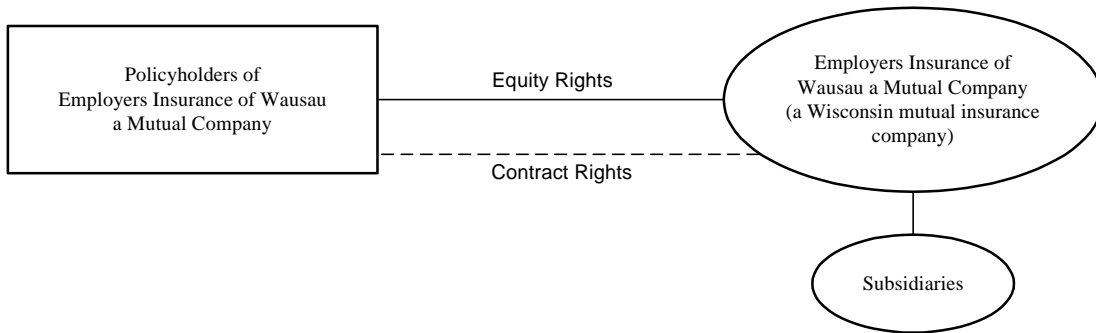 Policyholders of
Employers Insurance of Wausau
a Mutual Company
Equity Rights
Contract Rights
Employers Insurance of
Wausau a Mutual Company
(a Wisconsin mutual insurance
company)
Subsidiaries